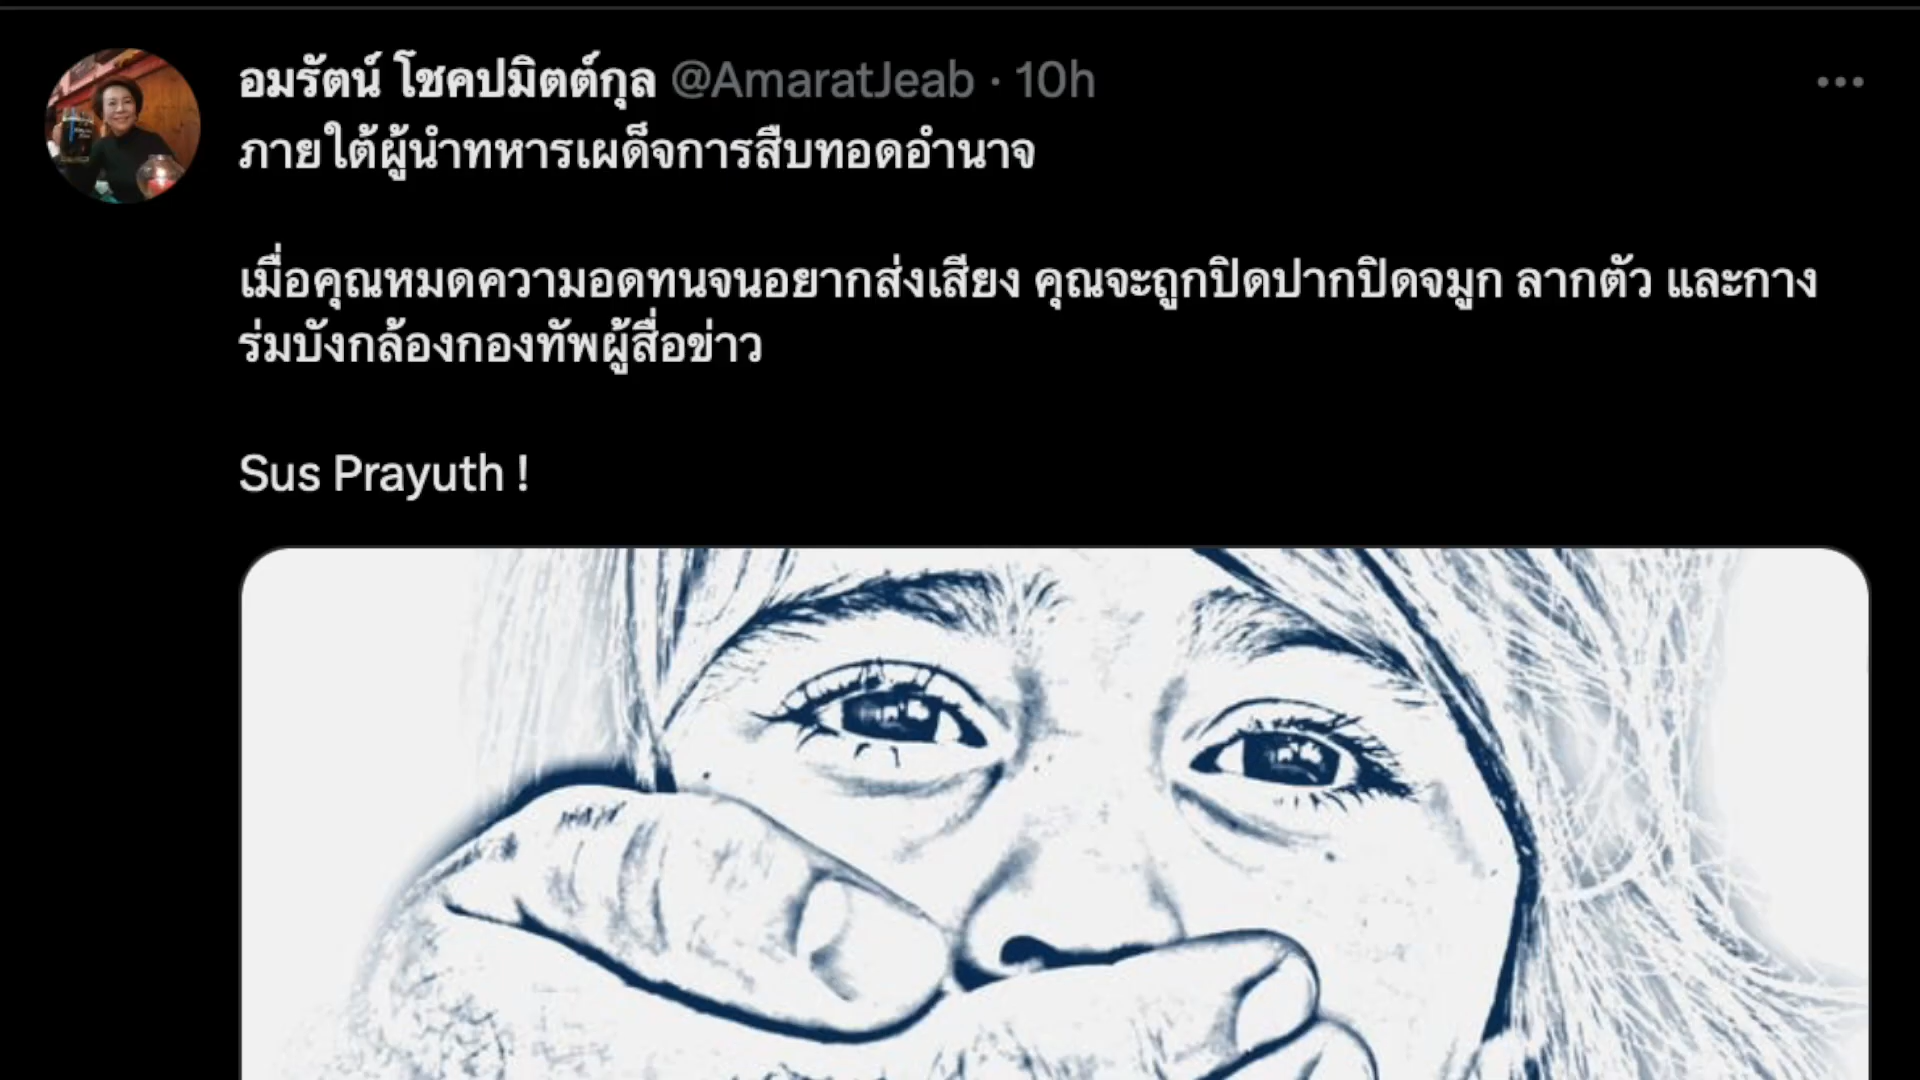 อมรัตน์ โชคปมิตต์กุล @AmaratJeab · 10h
ภายใต้ผู้นำทหารเผด็จการสืบทอดอำนาจ
เมื่อคุณหมดความอดทนจนอยากส่งเสียง คุณจะถูกปิดปากปิดจมูก ลากตัว และกาง
ร่มบังกล้องกองทัพผู้สื่อข่าว
Sus Prayuth !